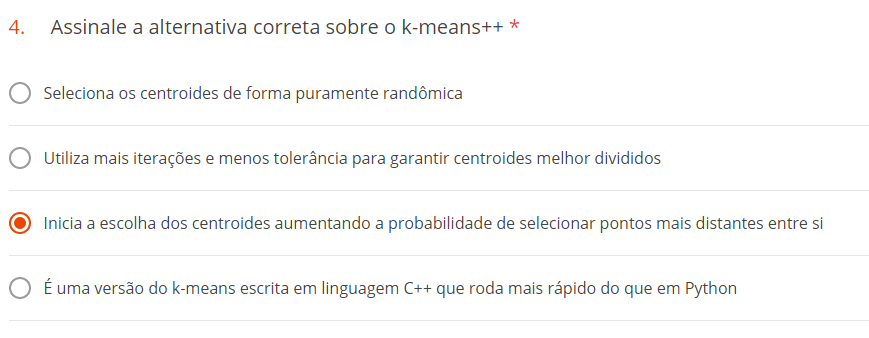 4. Assinale a alternativa correta sobre o k-means++ *
Seleciona os centroides de forma puramente randômica
Utiliza mais iterações e menos tolerância para garantir centroides melhor divididos
Inicia a escolha dos centroides aumentando a probabilidade de selecionar pontos mais distantes entre si
É uma versão do k-means escrita em linguagem C++ que roda mais rápido do que em Python